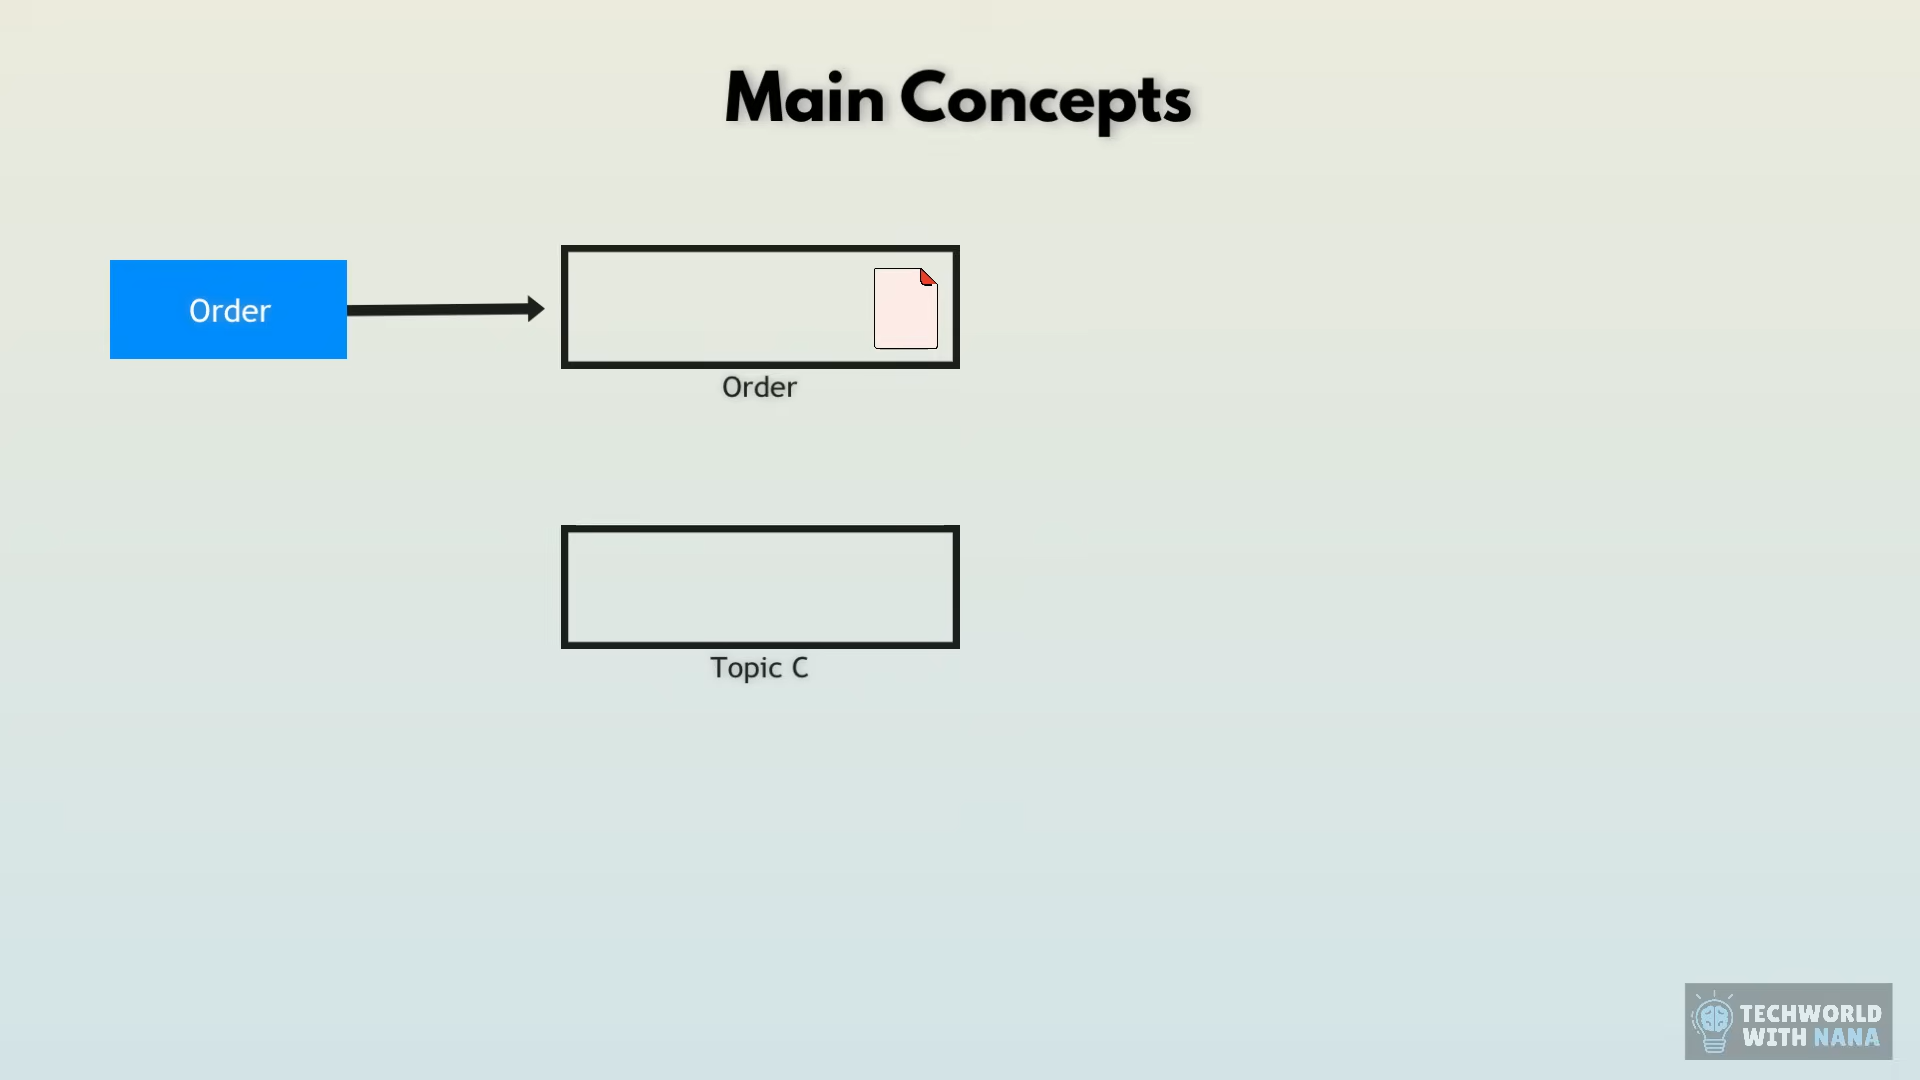 Main Concepts
Order
Order
Topic C
TECHWORLD
WITH NANA